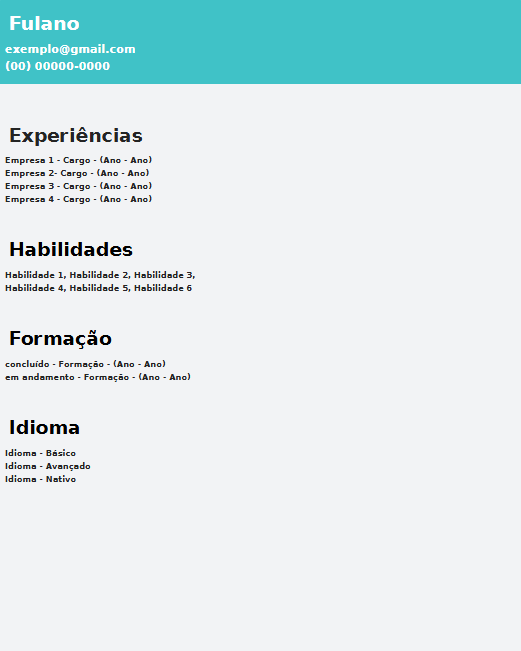 Fulano
exemplo@gmail.com
(00) 00000-0000
Experiências
Empresa 1 - Cargo - (Ano - Ano)
Empresa 2- Cargo - (Ano - Ano)
Empresa 3 - Cargo - (Ano - Ano)
Empresa 4 - Cargo - (Ano - Ano)
Habilidades
Habilidade 1, Habilidade 2, Habilidade 3,
Habilidade 4, Habilidade 5, Habilidade 6
Formação
concluído - Formação - (Ano - Ano)
em andamento - Formação - (Ano - Ano)
Idioma
Idioma - Básico
Idioma - Avançado
Idioma - Nativo